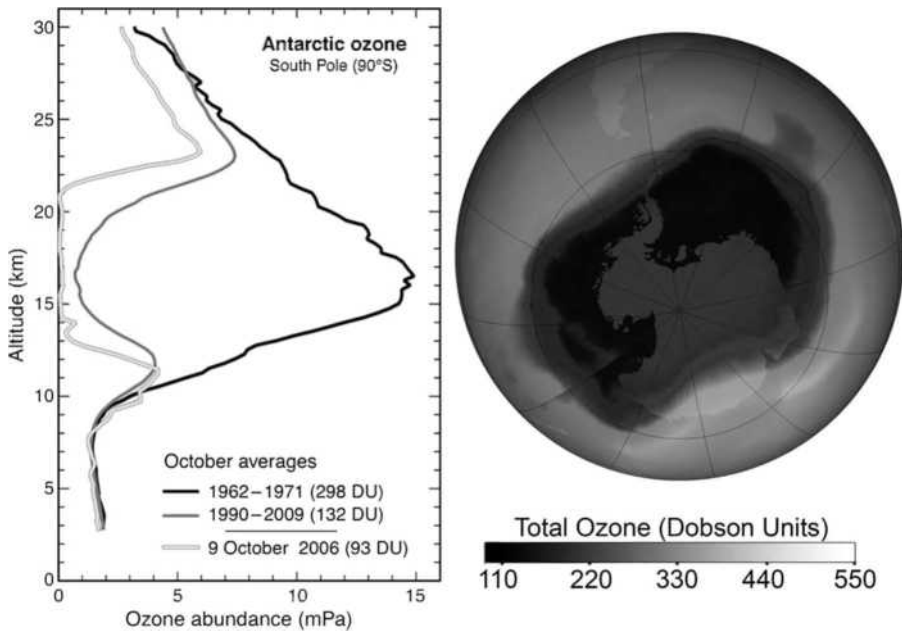 30
25
20
15
10
5
0
Altitude (km)
Antarctic ozone
South Pole (90°S)
October averages
1962–1971 (298 DU)
1990–2009 (132 DU)
9 October 2006 (93 DU)
0 5 10 15
Ozone abundance (mPa)
Total Ozone (Dobson Units)
110 220 330 440 550